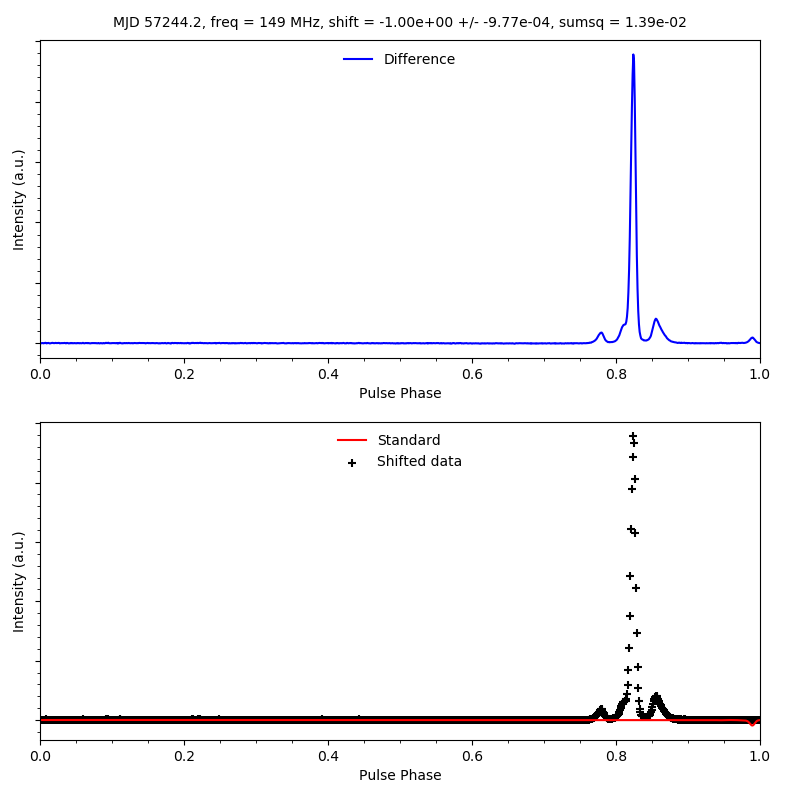 MJD 57244.2, freq = 149 MHz, shift = -1.00e+00 +/- -9.77e-04, sumsq = 1.39e-02
Difference
Intensity (a.u.)
0.0 0.2 0.4 0.6 0.8 1.0
Pulse Phase
Standard
Shifted data
Intensity (a.u.)
0.0 0.2 0.4 0.6 0.8 1.0
Pulse Phase